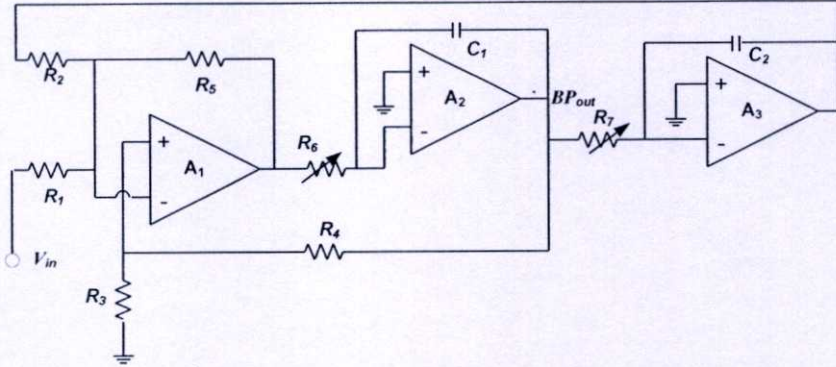 R2
R5
C1
C2
A2
BPout
A3
R7
A1
R6
R1
R4
Vin
R3
+
-
+
-
+
-